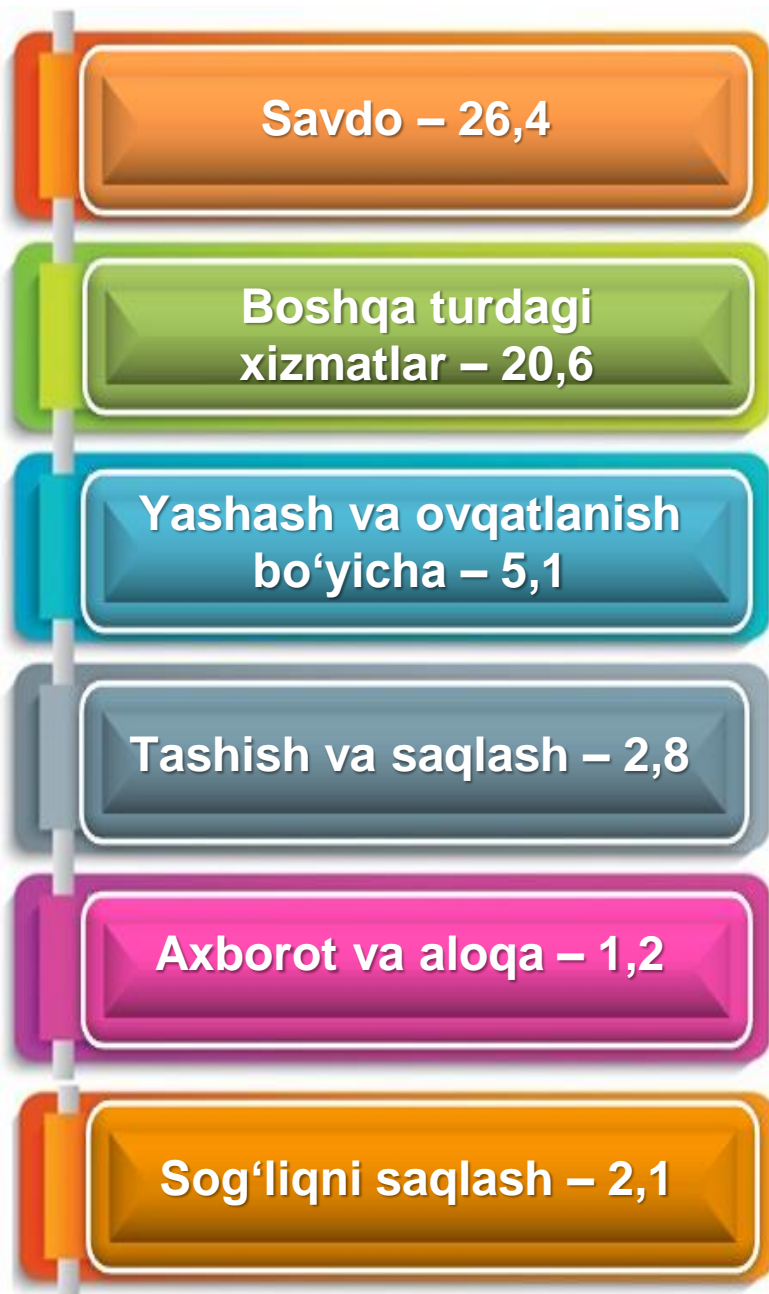 Savdo – 26,4
Boshqa turdagi
xizmatlar – 20,6
Yashash va ovqatlanish
bo‘yicha – 5,1
Tashish va saqlash – 2,8
Axborot va aloqa – 1,2
Sog‘liqni saqlash – 2,1